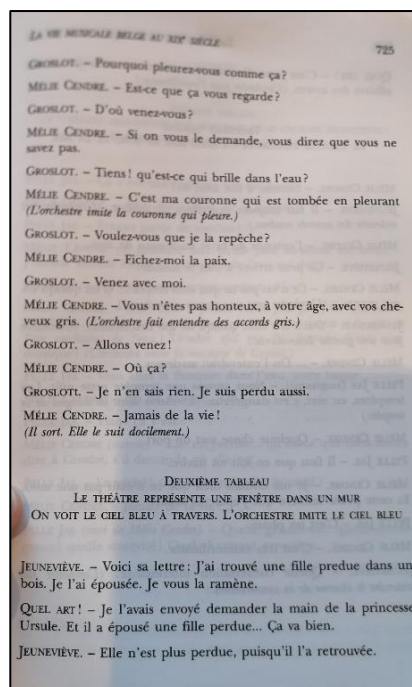 LA VIE MUSICALE BELGE AU XIXe SIÈCLE
725
GROSLOT. – Pourquoi pleurez-vous comme ça?
MÉLIE CENDRE. – Est-ce que ça vous regarde?
GROSLOT. – D'où venez-vous?
MÉLIE CENDRE. – Si on vous le demande, vous direz que vous ne
savez pas.
GROSLOT. – Tiens! qu'est-ce qui brille dans l'eau?
MÉLIE CENDRE. – C'est ma couronne qui est tombée en pleurant
(L'orchestre imite la couronne qui pleure.)
GROSLOT. – Voulez-vous que je la repêche?
MÉLIE CENDRE. – Fichez-moi la paix.
GROSLOT. – Venez avec moi.
MÉLIE CENDRE. – Vous n'êtes pas honteux, à votre âge, avec vos che-
veux gris. (L'orchestre fait entendre des accords gris.)
GROSLOT. – Allons venez!
MÉLIE CENDRE. – Où ça?
GROSLOTt. – Je n'en sais rien. Je suis perdu aussi.
MÉLIE CENDRE. – Jamais de la vie!
(Il sort. Elle le suit docilement.)
DEUXIÈME TABLEAU
LE THÉÂTRE REPRÉSENTE UNE FENÊTRE DANS UN MUR
ON VOIT LE CIEL BLEU À TRAVERS. L'ORCHESTRE IMITE LE CIEL BLEU
JEUNEVIÈVE. – Voici sa lettre: J'ai trouvé une fille predue dans un
bois. Je l'ai épousée. Je vous la ramène.
QUEL ART! – Je l'avais envoyé demander la main de la princesse
Ursule. Et il a épousé une fille perdue... Ça va bien.
JEUNEVIÈVE. – Elle n'est plus perdue, puisqu'il l'a retrouvée.